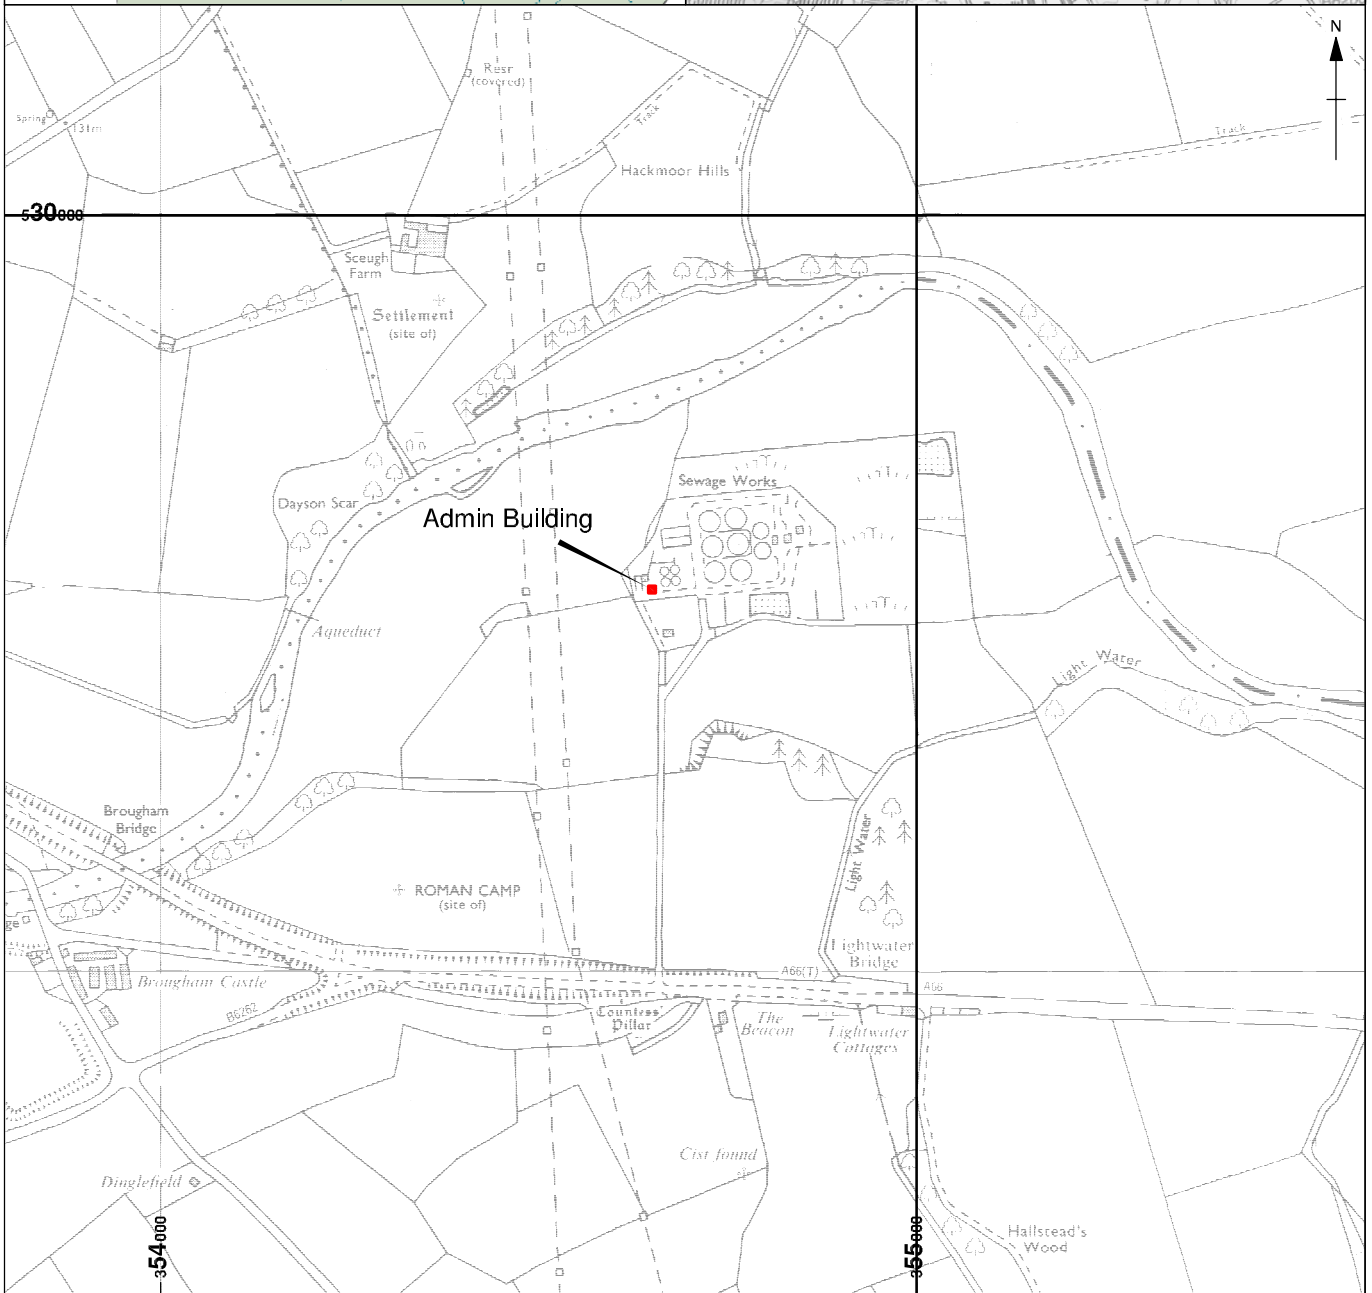 N
Resr
(covered)
Spring
131m
Track
Track
Hackmoor Hills
530000
Sceugh
Farm
Settlement
(site of)
Sewage Works
Dayson Scar
Admin Building
Aqueduct
Light Water
Brougham
Bridge
Light Water
ROMAN CAMP
(site of)
ge
Lightwater
Bridge
A66(T)
Brougham Castle
A66
B6262
Countess
Pillar
The
Beacon
Lightwater
Cottages
Cist found
Dinglefield
Hallstead's
Wood
354000
355000